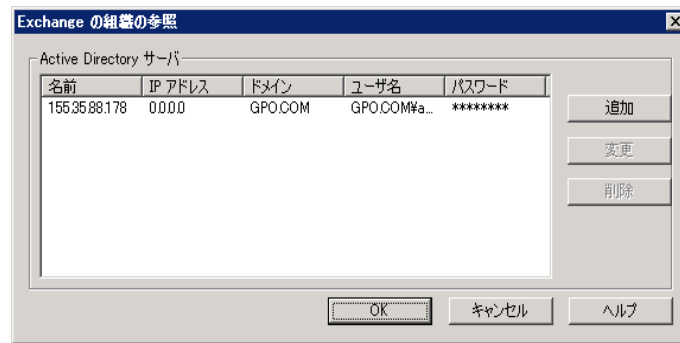 Exchange の組織の参照
Active Directory サーバ
名前 IP アドレス ドメイン ユーザ名 パスワード
155.35.88.178 0.0.0.0 GPO.COM GPO.COM¥a... ********
追加
変更
削除
OK キャンセル ヘルプ